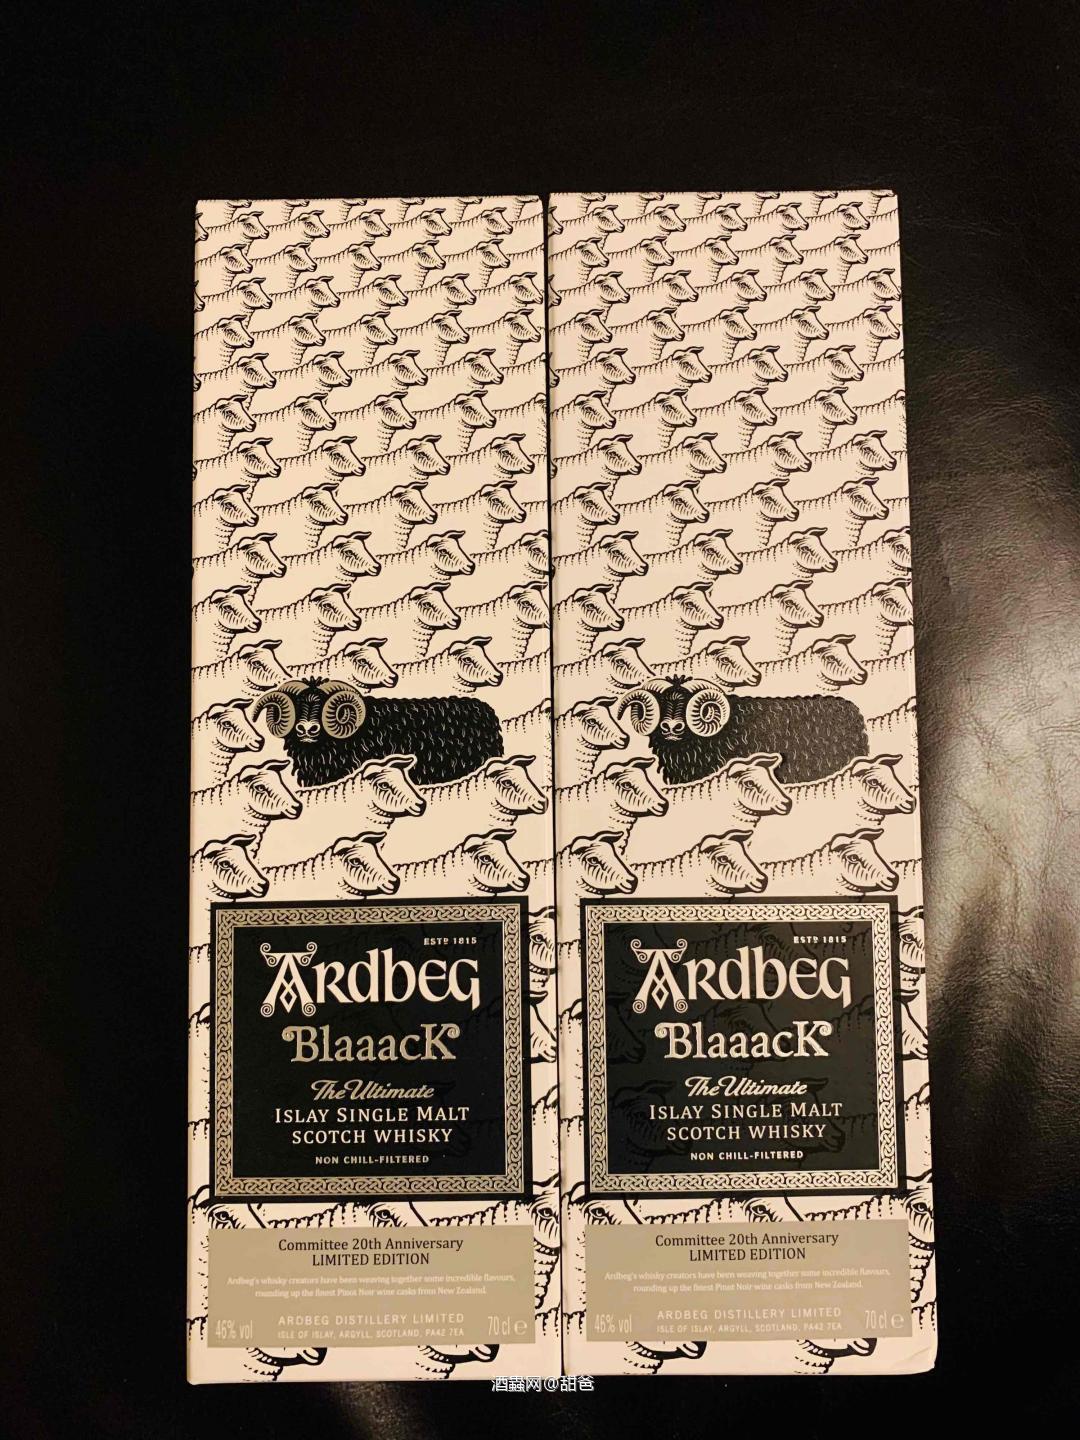 ESTD 1815
ARDBEG
BlaaacK
The Ultimate
ISLAY SINGLE MALT
SCOTCH WHISKY
NON CHILL-FILTERED
Committee 20th Anniversary
LIMITED EDITION
Ardbeg's whisky creators have been weaving together some incredible flavours,
rounding up the finest Pinot Noir wine casks from New Zealand.
46% vol
ARDBEG DISTILLERY LIMITED
ISLE OF ISLAY, ARGYLL, SCOTLAND, PA42 7EA
70 cl e
ESTD 1815
ARDBEG
BlaaacK
The Ultimate
ISLAY SINGLE MALT
SCOTCH WHISKY
NON CHILL-FILTERED
Committee 20th Anniversary
LIMITED EDITION
Ardbeg's whisky creators have been weaving together some incredible flavours,
rounding up the finest Pinot Noir wine casks from New Zealand.
46% vol
ARDBEG DISTILLERY LIMITED
ISLE OF ISLAY, ARGYLL, SCOTLAND, PA42 7EA
70 cl e
酒蟲网@甜爸